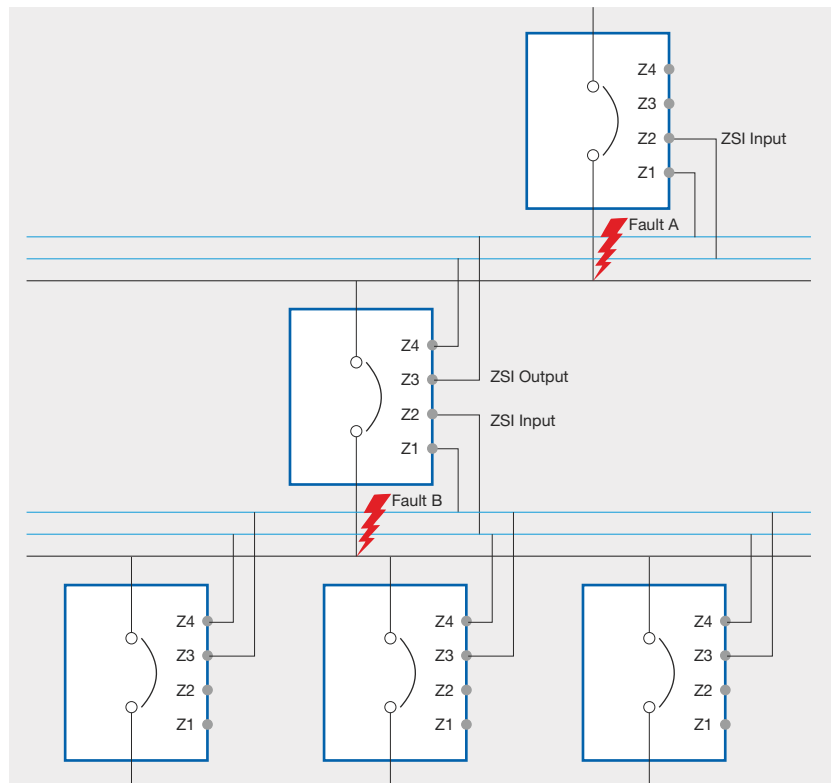 Z4
Z3
Z2
ZSI Input
Z1
Fault A
Z4
Z3
ZSI Output
Z2
ZSI Input
Z1
Fault B
Z4
Z3
Z2
Z1
Z4
Z3
Z2
Z1
Z4
Z3
Z2
Z1